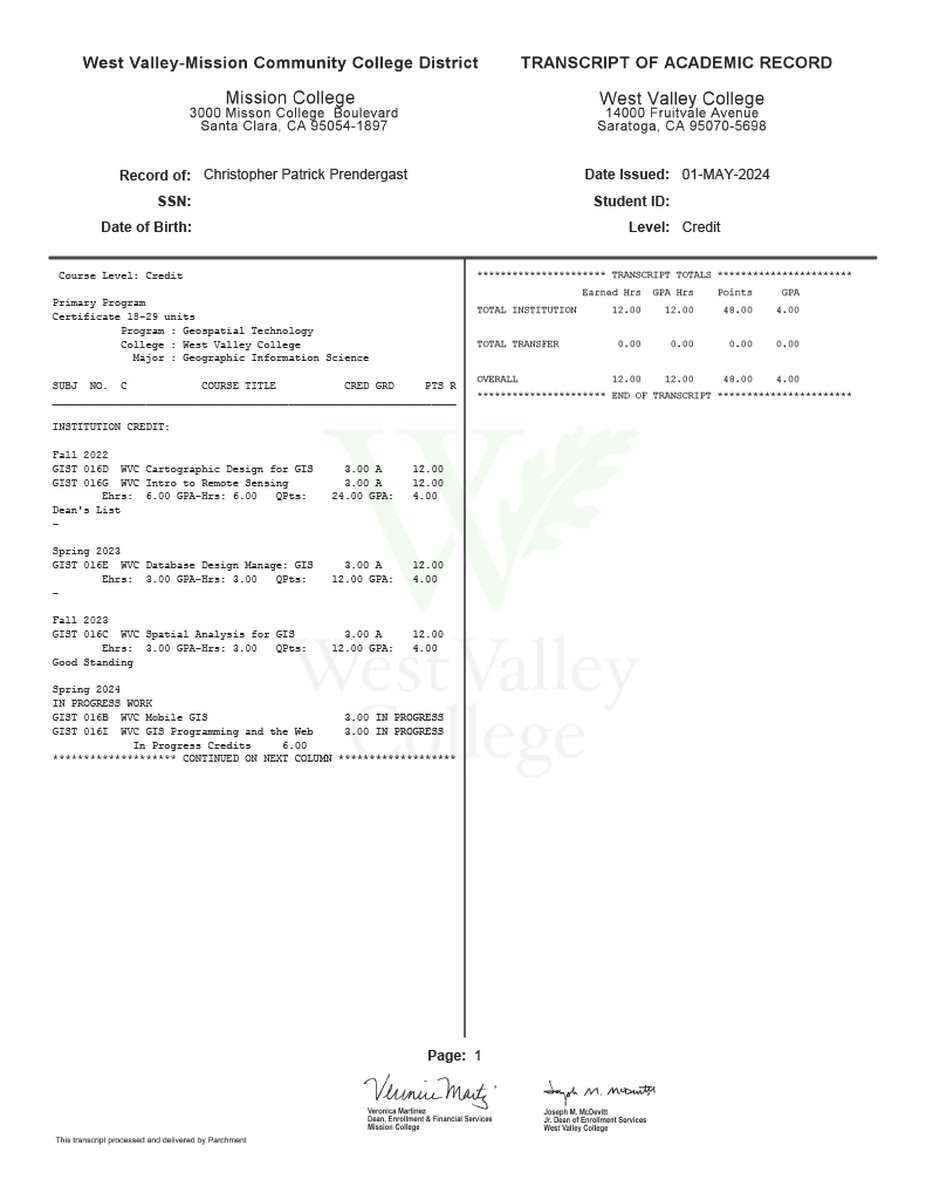 West Valley-Mission Community College District TRANSCRIPT OF ACADEMIC RECORD
Mission College
3000 Misson College Boulevard
Santa Clara, CA 95054-1897
West Valley College
14000 Fruitvale Avenue
Saratoga, CA 95070-5698
Record of: Christopher Patrick Prendergast
SSN:
Date of Birth:
Date Issued: 01-MAY-2024
Student ID:
Level: Credit
Course Level: Credit
Primary Program
Certificate 18-29 units
Program : Geospatial Technology
College : West Valley College
Major : Geographic Information Science
SUBJ NO. C COURSE TITLE CRED GRD PTS R
INSTITUTION CREDIT:
Fall 2022
GIST 016D WVC Cartographic Design for GIS 3.00 A 12.00
GIST 016G WVC Intro to Remote Sensing 3.00 A 12.00
Ehrs: 6.00 GPA-Hrs: 6.00 QPts: 24.00 GPA: 4.00
Dean's List
–
Spring 2023
GIST 016E WVC Database Design Manage: GIS 3.00 A 12.00
Ehrs: 3.00 GPA-Hrs: 3.00 QPts: 12.00 GPA: 4.00
–
Fall 2023
GIST 016C WVC Spatial Analysis for GIS 3.00 A 12.00
Ehrs: 3.00 GPA-Hrs: 3.00 QPts: 12.00 GPA: 4.00
Good Standing
Spring 2024
IN PROGRESS WORK
GIST 016B WVC Mobile GIS 3.00 IN PROGRESS
GIST 016I WVC GIS Programming and the Web 3.00 IN PROGRESS
In Progress Credits 6.00
******************** CONTINUED ON NEXT COLUMN *******************
********************** TRANSCRIPT TOTALS ***********************
Earned Hrs GPA Hrs Points GPA
TOTAL INSTITUTION 12.00 12.00 48.00 4.00
TOTAL TRANSFER 0.00 0.00 0.00 0.00
OVERALL 12.00 12.00 48.00 4.00
********************** END OF TRANSCRIPT ***********************
West Valley
College
Page: 1
Veronica Martinez
Dean, Enrollment & Financial Services
Mission College
Joseph M. McDevitt
Jr. Dean of Enrollment Services
West Valley College
This transcript processed and delivered by Parchment